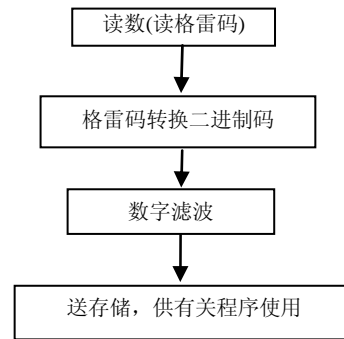 读数(读格雷码)
格雷码转换二进制码
数字滤波
送存储，供有关程序使用